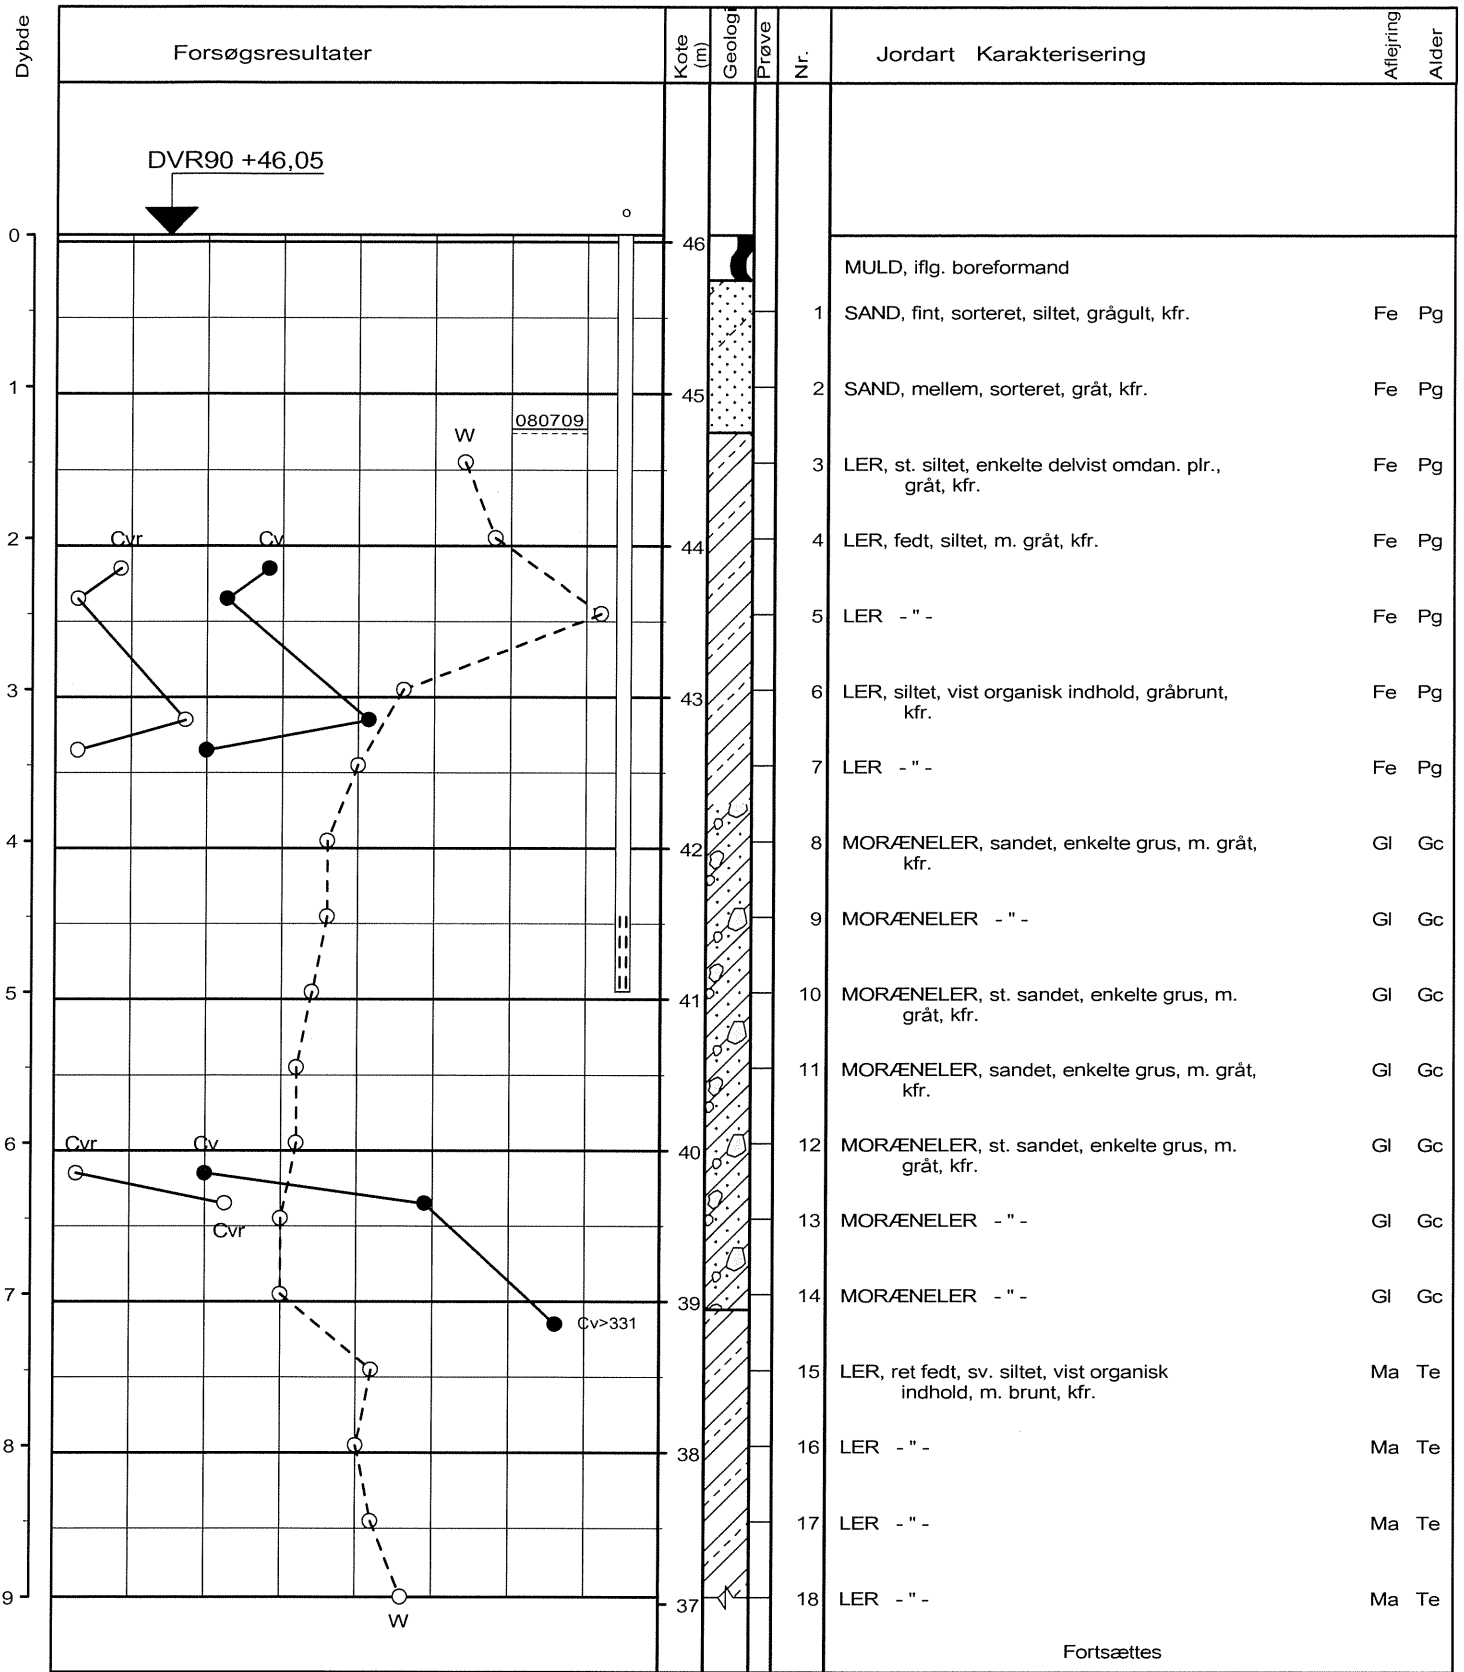 Dybde
Forsøgsresultater
Kote (m)
Geologi
Prøve
Nr.
Jordart Karakterisering
Aflejring
Alder
DVR90 +46,05
o
0
46
MULD, iflg. boreformand
1 SAND, fint, sorteret, siltet, grågult, kfr. Fe Pg
1
45
2 SAND, mellem, sorteret, gråt, kfr. Fe Pg
080709
W
3 LER, st. siltet, enkelte delvist omdan. plr., Fe Pg
gråt, kfr.
2
Cvr
Cv
44
4 LER, fedt, siltet, m. gråt, kfr. Fe Pg
5 LER - " - Fe Pg
3
43
6 LER, siltet, vist organisk indhold, gråbrunt, Fe Pg
kfr.
7 LER - " - Fe Pg
4
42
8 MORÆNELER, sandet, enkelte grus, m. gråt, Gl Gc
kfr.
9 MORÆNELER - " - Gl Gc
5
41
10 MORÆNELER, st. sandet, enkelte grus, m. Gl Gc
gråt, kfr.
11 MORÆNELER, sandet, enkelte grus, m. gråt, Gl Gc
kfr.
6
Cvr
Cv
40
12 MORÆNELER, st. sandet, enkelte grus, m. Gl Gc
gråt, kfr.
Cvr
13 MORÆNELER - " - Gl Gc
7
39
14 MORÆNELER - " - Gl Gc
Cv>331
15 LER, ret fedt, sv. siltet, vist organisk Ma Te
indhold, m. brunt, kfr.
8
38
16 LER - " - Ma Te
17 LER - " - Ma Te
9
37
18 LER - " - Ma Te
W
Fortsættes